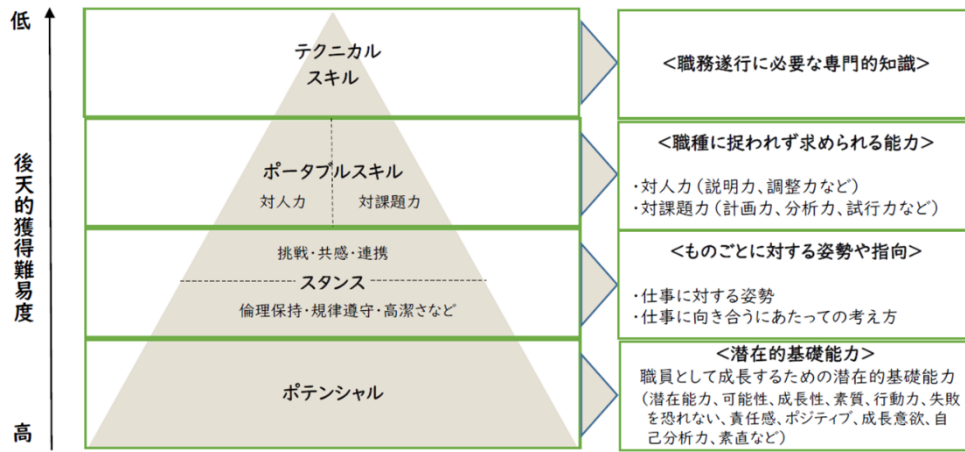 低
後天的獲得難易度
高
テクニカル
スキル
ポータブルスキル
対人力
対課題力
挑戦・共感・連携
スタンス
倫理保持・規律遵守・高潔さなど
ポテンシャル
<職務遂行に必要な専門的知識>
<職種に捉われず求められる能力>
・対人力(説明力、調整力など)
・対課題力(計画力、分析力、試行力など)
<ものごとに対する姿勢や指向>
・仕事に対する姿勢
・仕事に向き合うにあたっての考え方
<潜在的基礎能力>
職員として成長するための潜在的基礎能力
(潜在能力、可能性、成長性、素質、行動力、失敗
を恐れない、責任感、ポジティブ、成長意欲、自
己分析力、素直など)